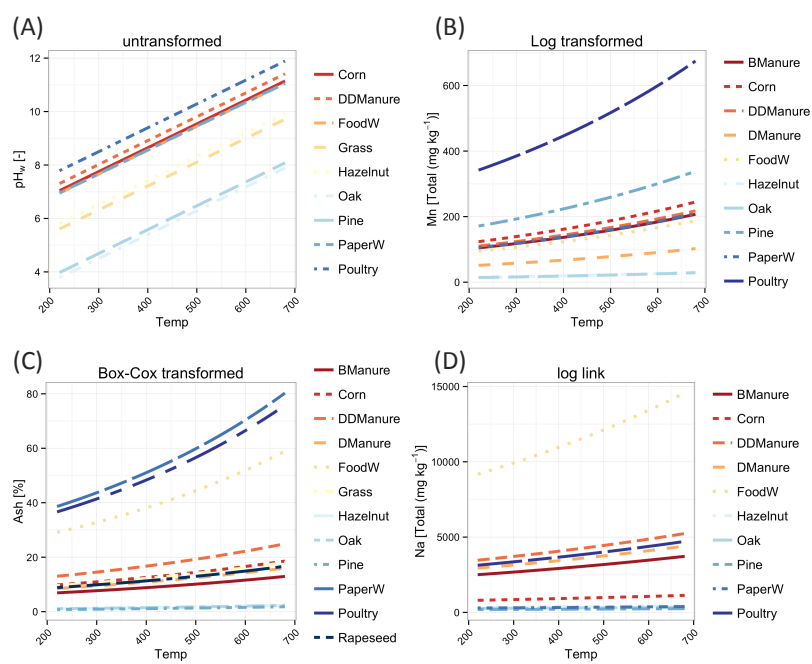 (A)
untransformed
12
10
8
6
4
pHw [-]
200
300
400
500
600
700
Temp
Corn
DDManure
FoodW
Grass
Hazelnut
Oak
Pine
PaperW
Poultry
(B)
Log transformed
600
400
200
0
Mn [Total (mg kg⁻¹)]
200
300
400
500
600
700
Temp
BManure
Corn
DDManure
DManure
FoodW
Hazelnut
Oak
Pine
PaperW
Poultry
(C)
Box-Cox transformed
80
60
40
20
0
Ash [%]
200
300
400
500
600
700
Temp
BManure
Corn
DDManure
DManure
FoodW
Grass
Hazelnut
Oak
Pine
PaperW
Poultry
Rapeseed
(D)
log link
15000
10000
5000
0
Na [Total (mg kg⁻¹)]
200
300
400
500
600
700
Temp
BManure
Corn
DDManure
DManure
FoodW
Hazelnut
Oak
Pine
PaperW
Poultry